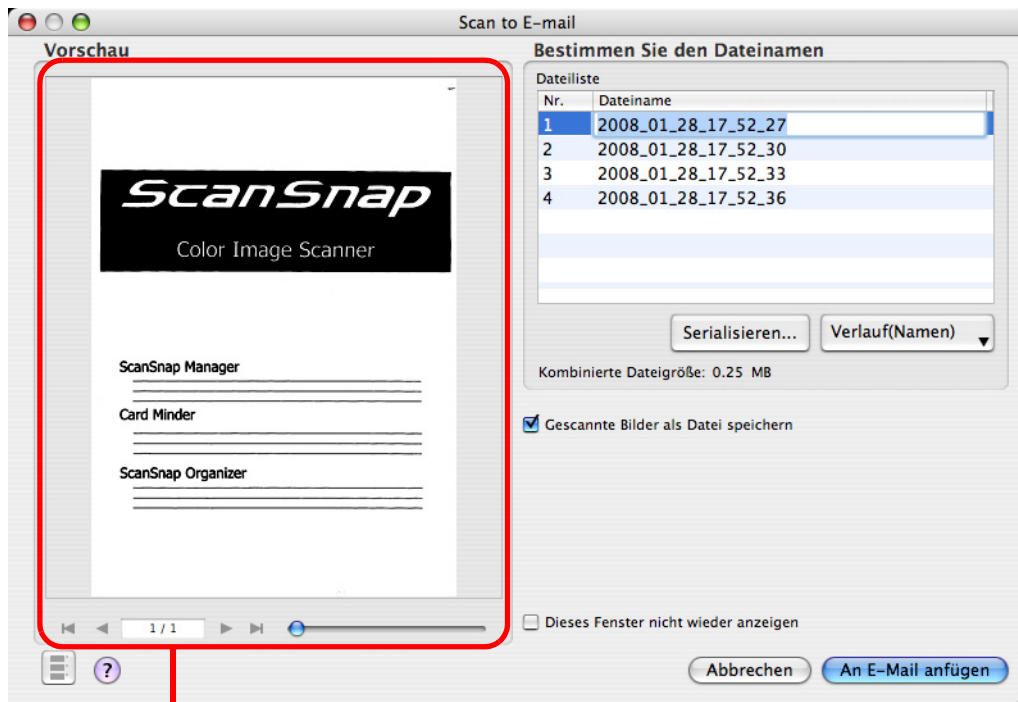 Scan to E-mail
Vorschau
ScanSnap
Color Image Scanner
ScanSnap Manager
Card Minder
ScanSnap Organizer
1 / 1
?
Bestimmen Sie den Dateinamen
Dateiliste
Nr. Dateiname
1 2008_01_28_17_52_27
2 2008_01_28_17_52_30
3 2008_01_28_17_52_33
4 2008_01_28_17_52_36
Serialisieren... Verlauf(Namen)
Kombinierte Dateigröße: 0.25 MB
Gescannte Bilder als Datei speichern
Dieses Fenster nicht wieder anzeigen
Abbrechen An E-Mail anfügen